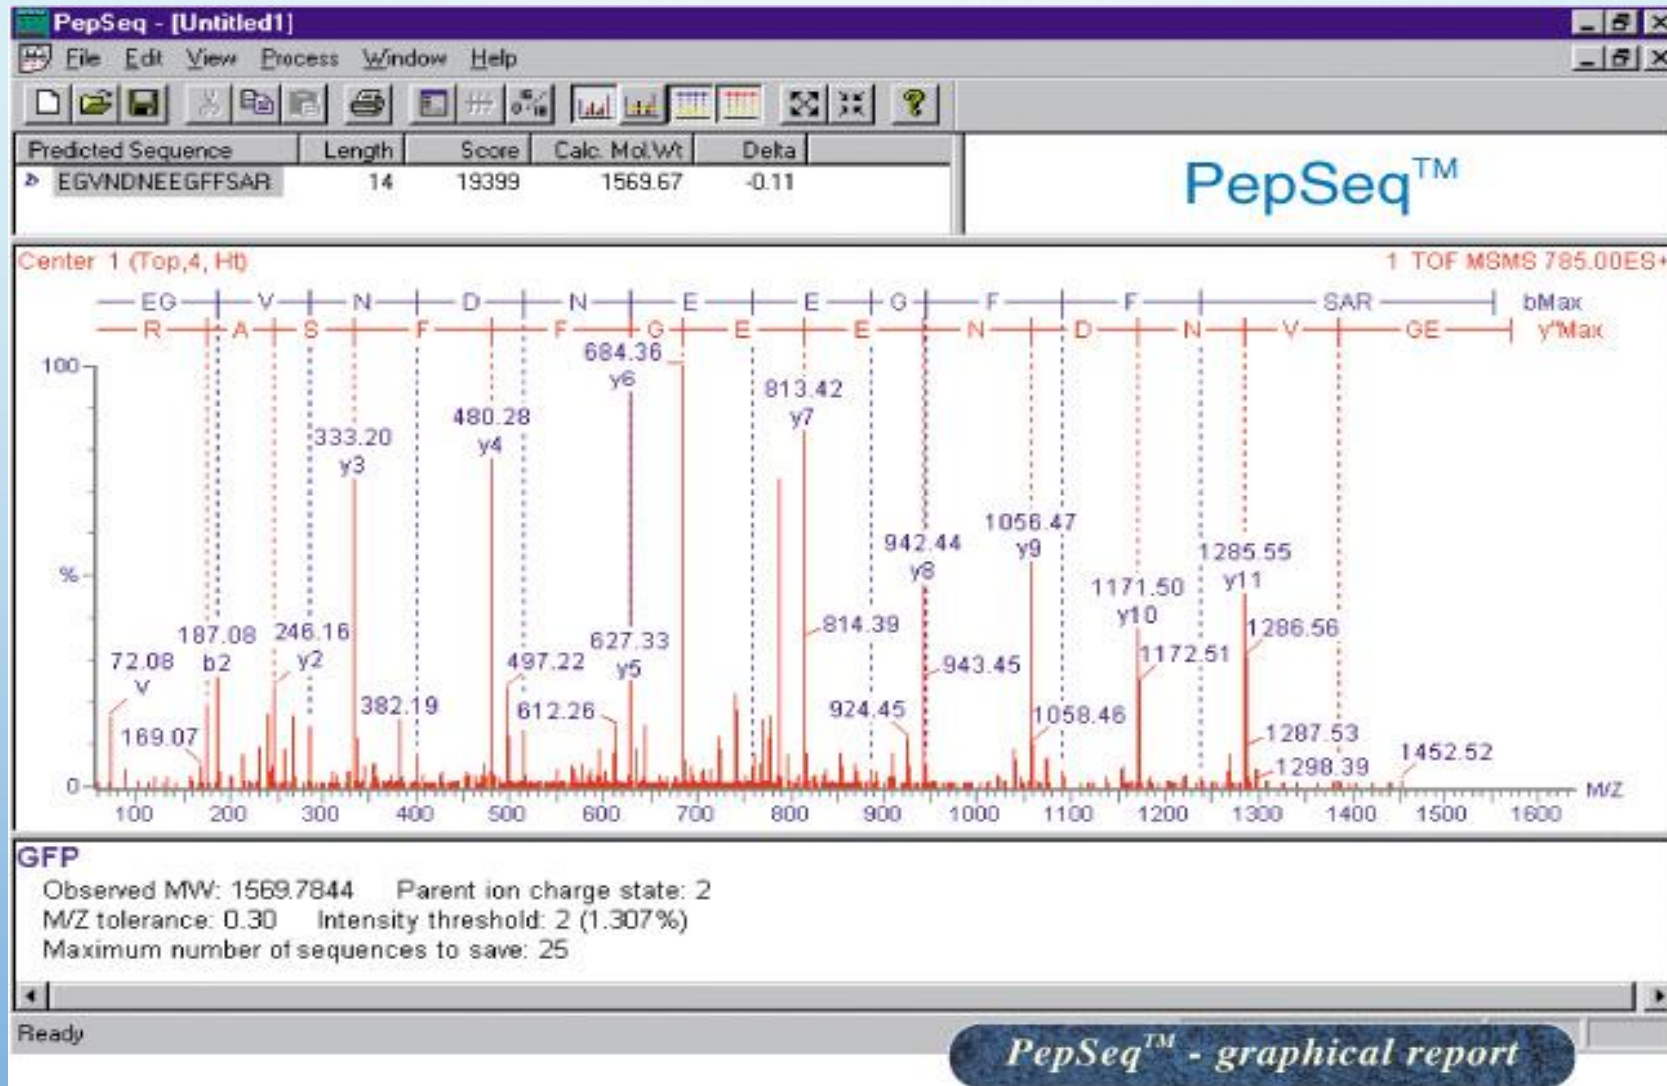 PepSeq - [Untitled1]
File Edit View Process Window Help
Predicted Sequence Length Score Calc. Mol.Wt Delta
EGVNDNEEGFFSAR 14 19399 1569.67 -0.11
PepSeq™
Center 1 (Top,4, Ht)
1 TOF MSMS 785.00ES+
EG V N D N E E G F F SAR bMax
R A S F F G E E N D N V GE y"Max
100
%
0
684.36
y6
813.42
y7
480.28
y4
333.20
y3
1056.47
y9
942.44
y8
1285.55
y11
1171.50
y10
187.08
b2
246.16
y2
627.33
y5
814.39
1286.56
72.08
V
497.22
943.45
1172.51
382.19
612.26
924.45
1058.46
169.07
1287.53
1298.39
1452.52
100 200 300 400 500 600 700 800 900 1000 1100 1200 1300 1400 1500 1600
M/Z
GFP
Observed MW: 1569.7844 Parent ion charge state: 2
M/Z tolerance: 0.30 Intensity threshold: 2 (1.307%)
Maximum number of sequences to save: 25
Ready
PepSeq™ - graphical report